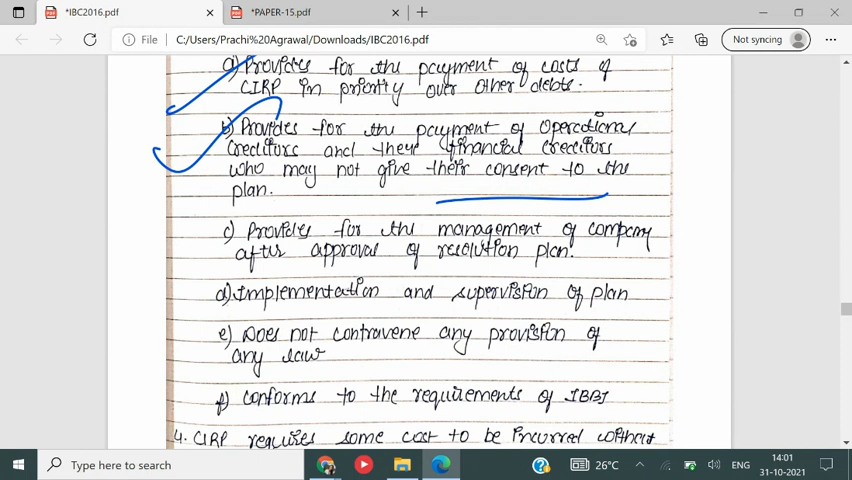 *IBC2016.pdf
*PAPER-15.pdf
File
C:/Users/Prachi%20Agrawal/Downloads/IBC2016.pdf
Not syncing
a) Provides for the payment of costs of
CIRP in priority over other debts.
b) Provides for the payment of operational
creditors and these financial creditors
who may not give their consent to the
plan.
c) Provides for the management of company
after approval of resolution plan.
d) Implementation and supervision of plan
e) Does not contravene any provision of
any law
f) conforms to the requirements of IBBI
4. CIRP requires some cost to be incurred without
Type here to search
26°C
ENG
14:01
31-10-2021